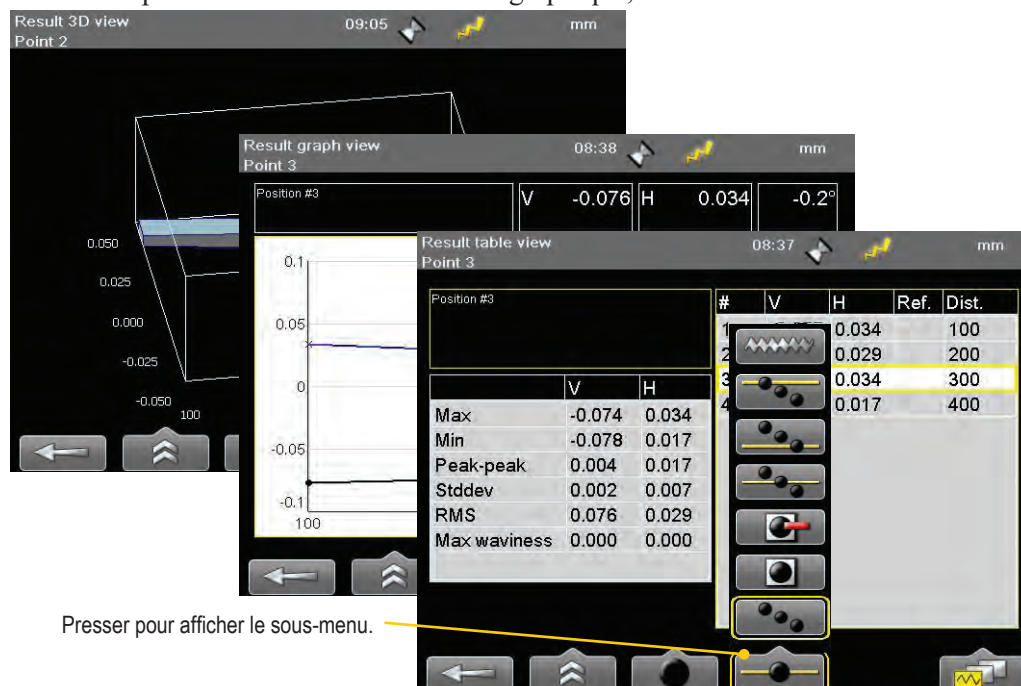 Result 3D view
09:05
mm
Point 2
0.050
0.025
0.000
-0.025
-0.050
100
Result graph view
08:38
mm
Point 3
Position #3
V -0.076 H 0.034 -0.2°
0.1
0.05
0
-0.05
-0.1
100
Result table view
08:37
mm
Point 3
Position #3
V H
Max -0.074 0.034
Min -0.078 0.017
Peak-peak 0.004 0.017
Stddev 0.002 0.007
RMS 0.076 0.029
Max waviness 0.000 0.000
# V H Ref. Dist.
1 0.034 100
2 0.029 200
3 0.034 300
4 0.017 400
Presser pour afficher le sous-menu.